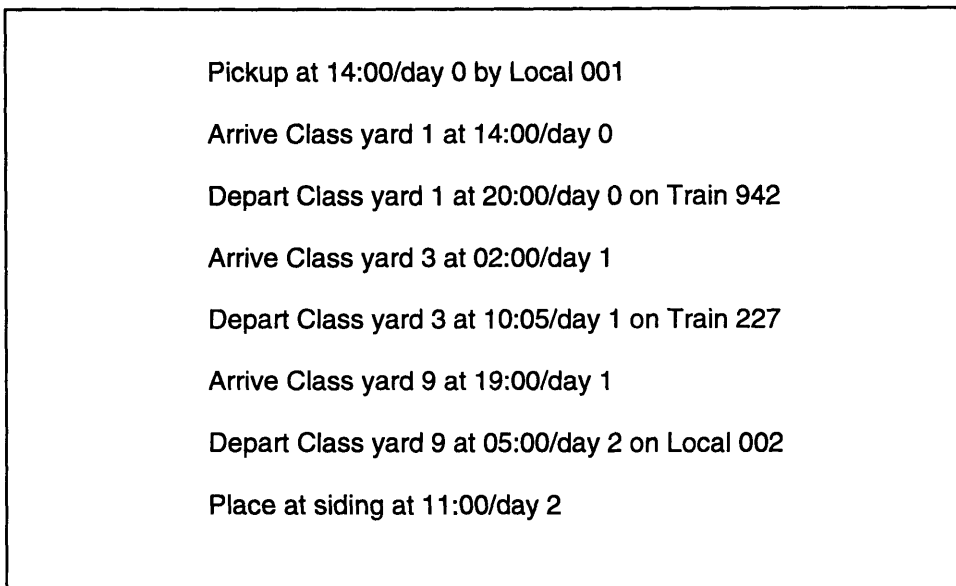 Pickup at 14:00/day 0 by Local 001
Arrive Class yard 1 at 14:00/day 0
Depart Class yard 1 at 20:00/day 0 on Train 942
Arrive Class yard 3 at 02:00/day 1
Depart Class yard 3 at 10:05/day 1 on Train 227
Arrive Class yard 9 at 19:00/day 1
Depart Class yard 9 at 05:00/day 2 on Local 002
Place at siding at 11:00/day 2